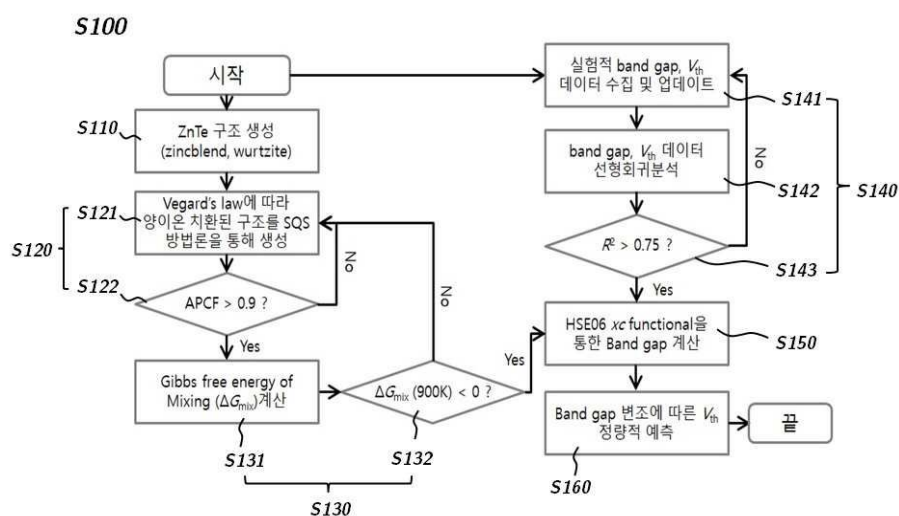 S100
시작
S110
ZnTe 구조 생성
(zincblend, wurtzite)
S120
S121
Vegard's law에 따라
양이온 치환된 구조를 SQS
방법론을 통해 생성
No
S122
APCF > 0.9 ?
Yes
Gibbs free energy of
Mixing (ΔGmix)계산
S131
ΔGmix (900K) < 0 ?
No
Yes
S132
S130
실험적 band gap, Vth
데이터 수집 및 업데이트
S141
band gap, Vth 데이터
선형회귀분석
S142
No
S140
R² > 0.75 ?
S143
Yes
HSE06 xc functional을
통한 Band gap 계산
S150
Band gap 변조에 따른 Vth
정량적 예측
S160
끝